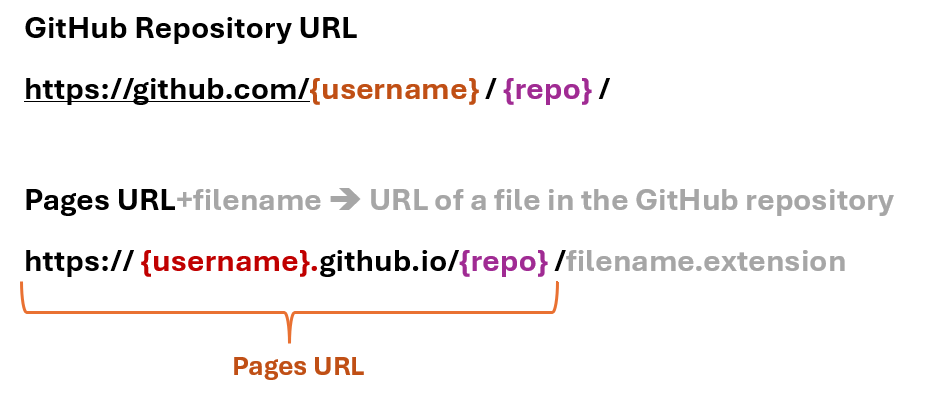 GitHub Repository URL
https://github.com/{username} / {repo} /
Pages URL+filename ➔ URL of a file in the GitHub repository
https:// {username}.github.io/{repo} /filename.extension
Pages URL